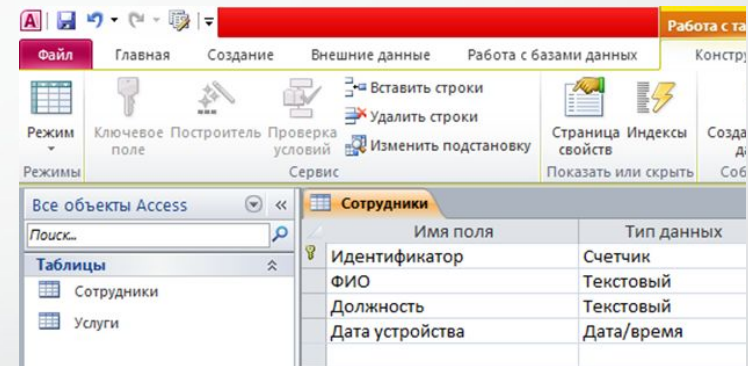 A
Работа с та
Файл Главная Создание Внешние данные Работа с базами данных Констру
Режим
Ключевое поле
Построитель
Проверка условий
Вставить строки
Удалить строки
Изменить подстановку
Страница свойств
Индексы
Созда
да
Режимы Сервис Показать или скрыть Соб
Все объекты Access
Сотрудники
Поиск...
Имя поля Тип данных
Таблицы
Сотрудники
Услуги
Идентификатор Счетчик
ФИО Текстовый
Должность Текстовый
Дата устройства Дата/время